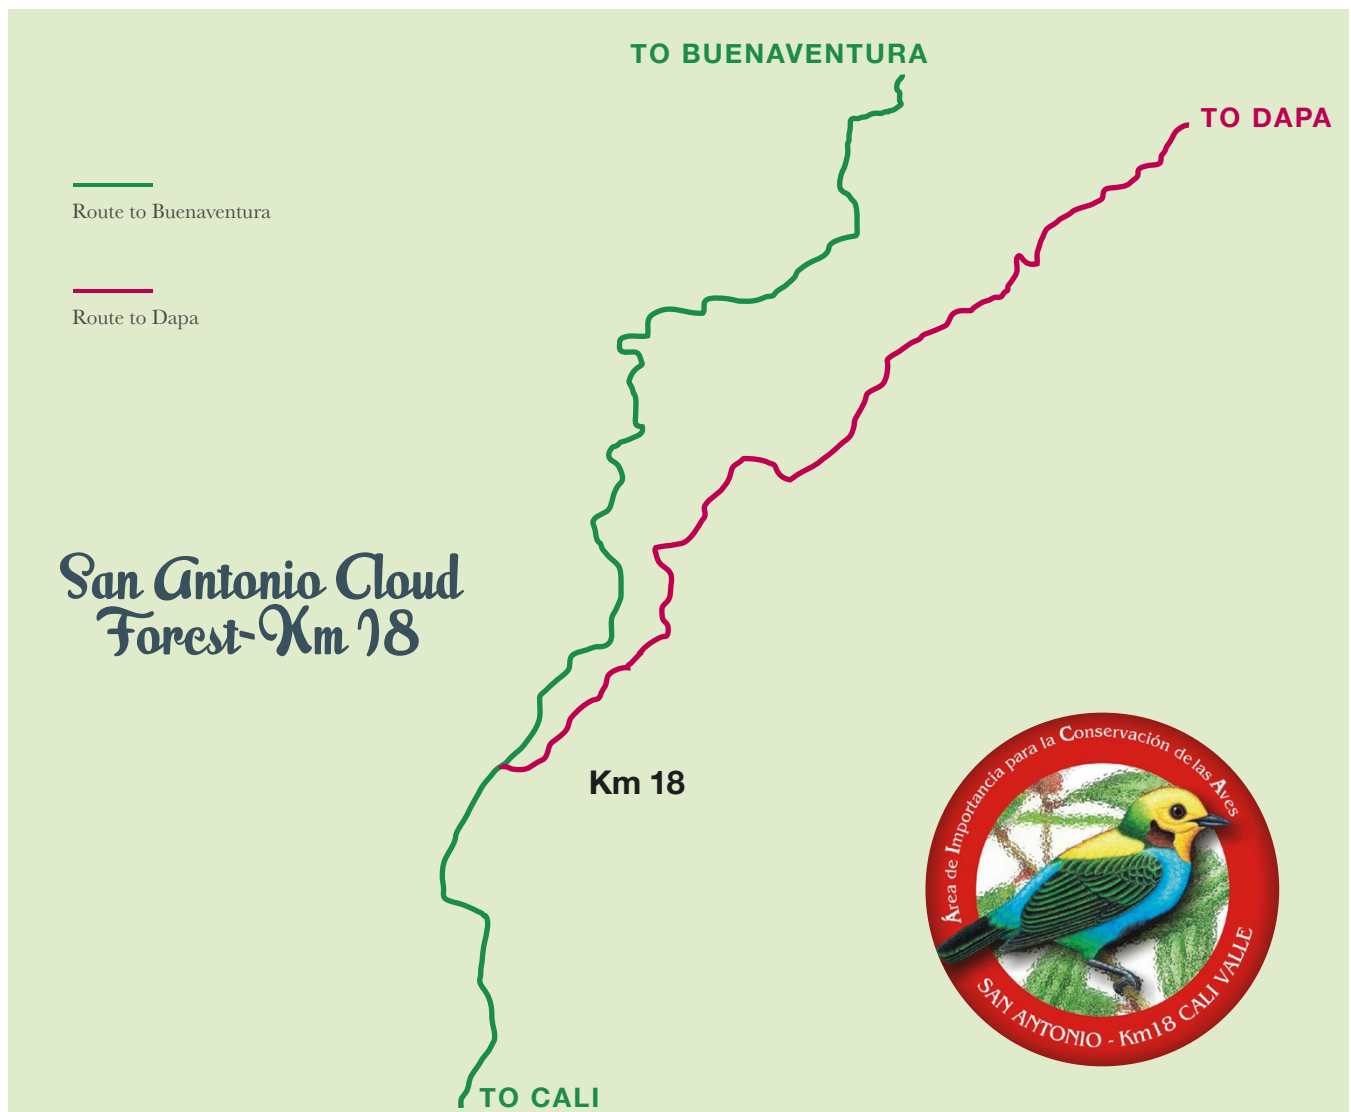 TO BUENAVENTURA
TO DAPA
Route to Buenaventura
Route to Dapa
San Antonio Cloud
Forest-Km 18
Km 18
Área de Importancia para la Conservación de las Aves
SAN ANTONIO - Km18 CALI VALLE
TO CALI